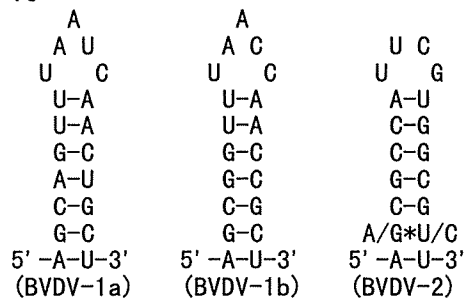 A A
A U A C U C
U C U C U G
U-A U-A A-U
U-A U-A C-G
G-C G-C C-G
A-U C-G C-G
C-G C-G C-G
G-C G-C A/G*U/C
5' -A-U-3' 5' -A-U-3' 5' -A-U-3'
(BVDV-1a) (BVDV-1b) (BVDV-2)